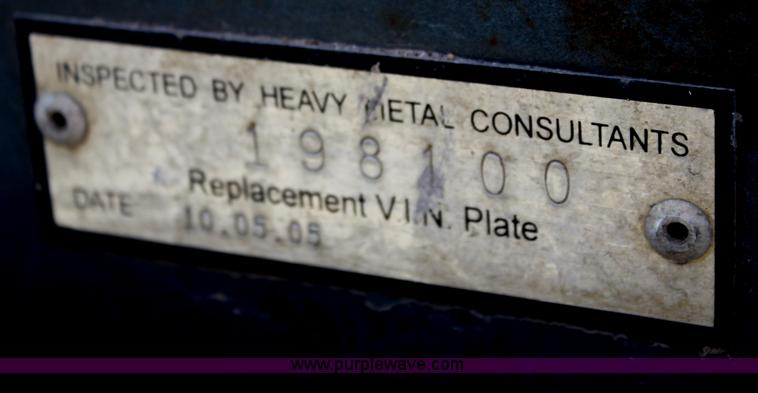 INSPECTED BY HEAVY METAL CONSULTANTS
198100
Replacement V.I.N. Plate
DATE 10.05.05
www.purplewave.com